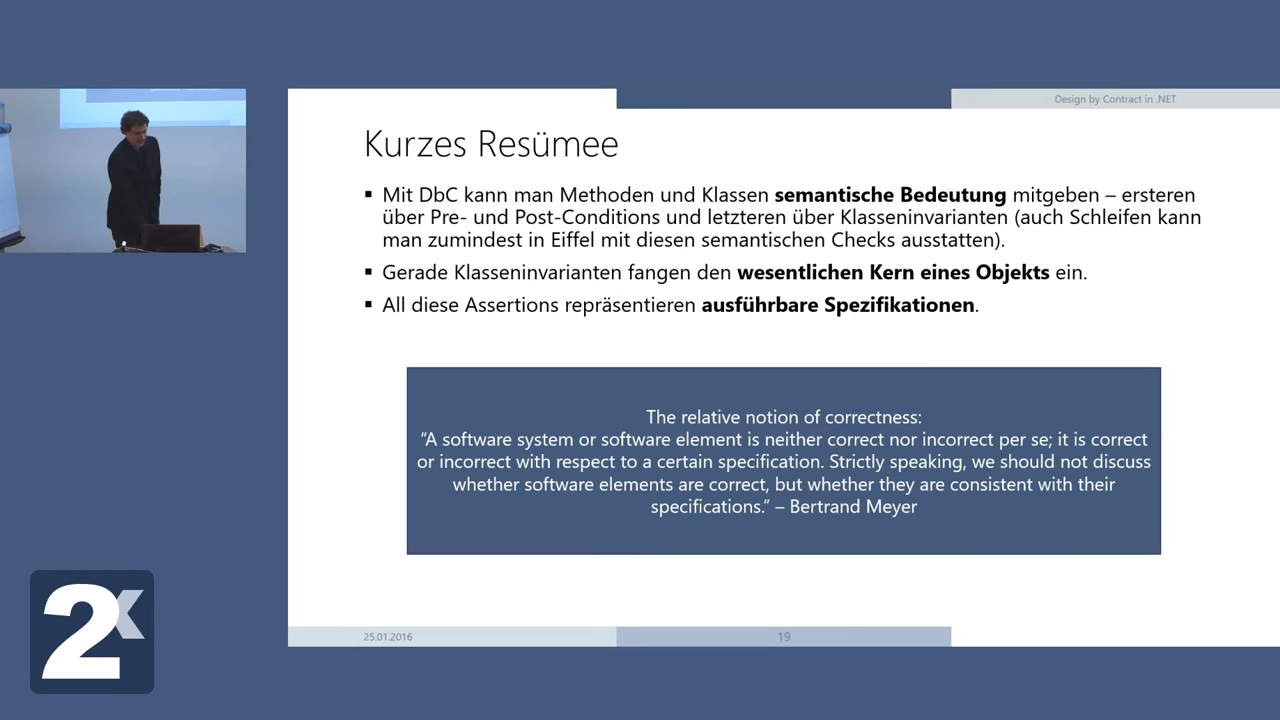 Design by Contract in .NET
Kurzes Resümee
▪ Mit DbC kann man Methoden und Klassen semantische Bedeutung mitgeben – ersteren
über Pre- und Post-Conditions und letzteren über Klasseninvarianten (auch Schleifen kann
man zumindest in Eiffel mit diesen semantischen Checks ausstatten).
▪ Gerade Klasseninvarianten fangen den wesentlichen Kern eines Objekts ein.
▪ All diese Assertions repräsentieren ausführbare Spezifikationen.
The relative notion of correctness:
“A software system or software element is neither correct nor incorrect per se; it is correct
or incorrect with respect to a certain specification. Strictly speaking, we should not discuss
whether software elements are correct, but whether they are consistent with their
specifications.” – Bertrand Meyer
25.01.2016
19
2x